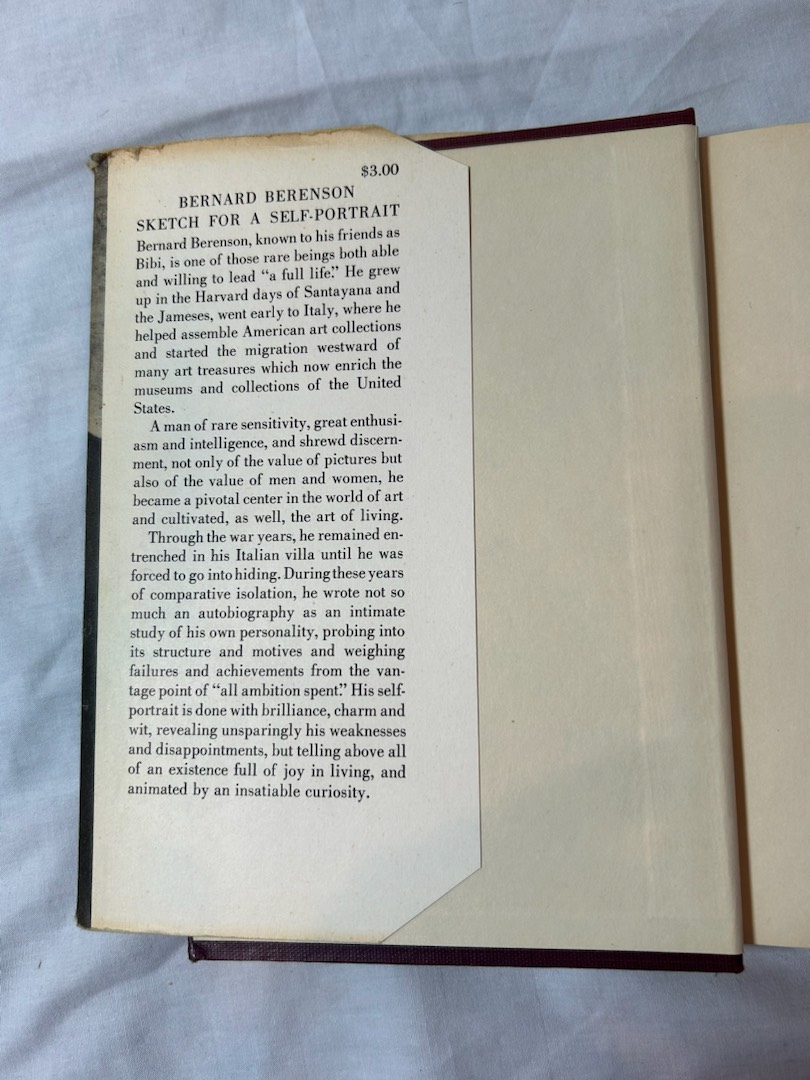 $3.00
BERNARD BERENSON
SKETCH FOR A SELF-PORTRAIT
Bernard Berenson, known to his friends as
Bibi, is one of those rare beings both able
and willing to lead “a full life.” He grew
up in the Harvard days of Santayana and
the Jameses, went early to Italy, where he
helped assemble American art collections
and started the migration westward of
many art treasures which now enrich the
museums and collections of the United
States.
A man of rare sensitivity, great enthusi-
asm and intelligence, and shrewd discern-
ment, not only of the value of pictures but
also of the value of men and women, he
became a pivotal center in the world of art
and cultivated, as well, the art of living.
Through the war years, he remained en-
trenched in his Italian villa until he was
forced to go into hiding. During these years
of comparative isolation, he wrote not so
much an autobiography as an intimate
study of his own personality, probing into
its structure and motives and weighing
failures and achievements from the van-
tage point of “all ambition spent.” His self-
portrait is done with brilliance, charm and
wit, revealing unsparingly his weaknesses
and disappointments, but telling above all
of an existence full of joy in living, and
animated by an insatiable curiosity.